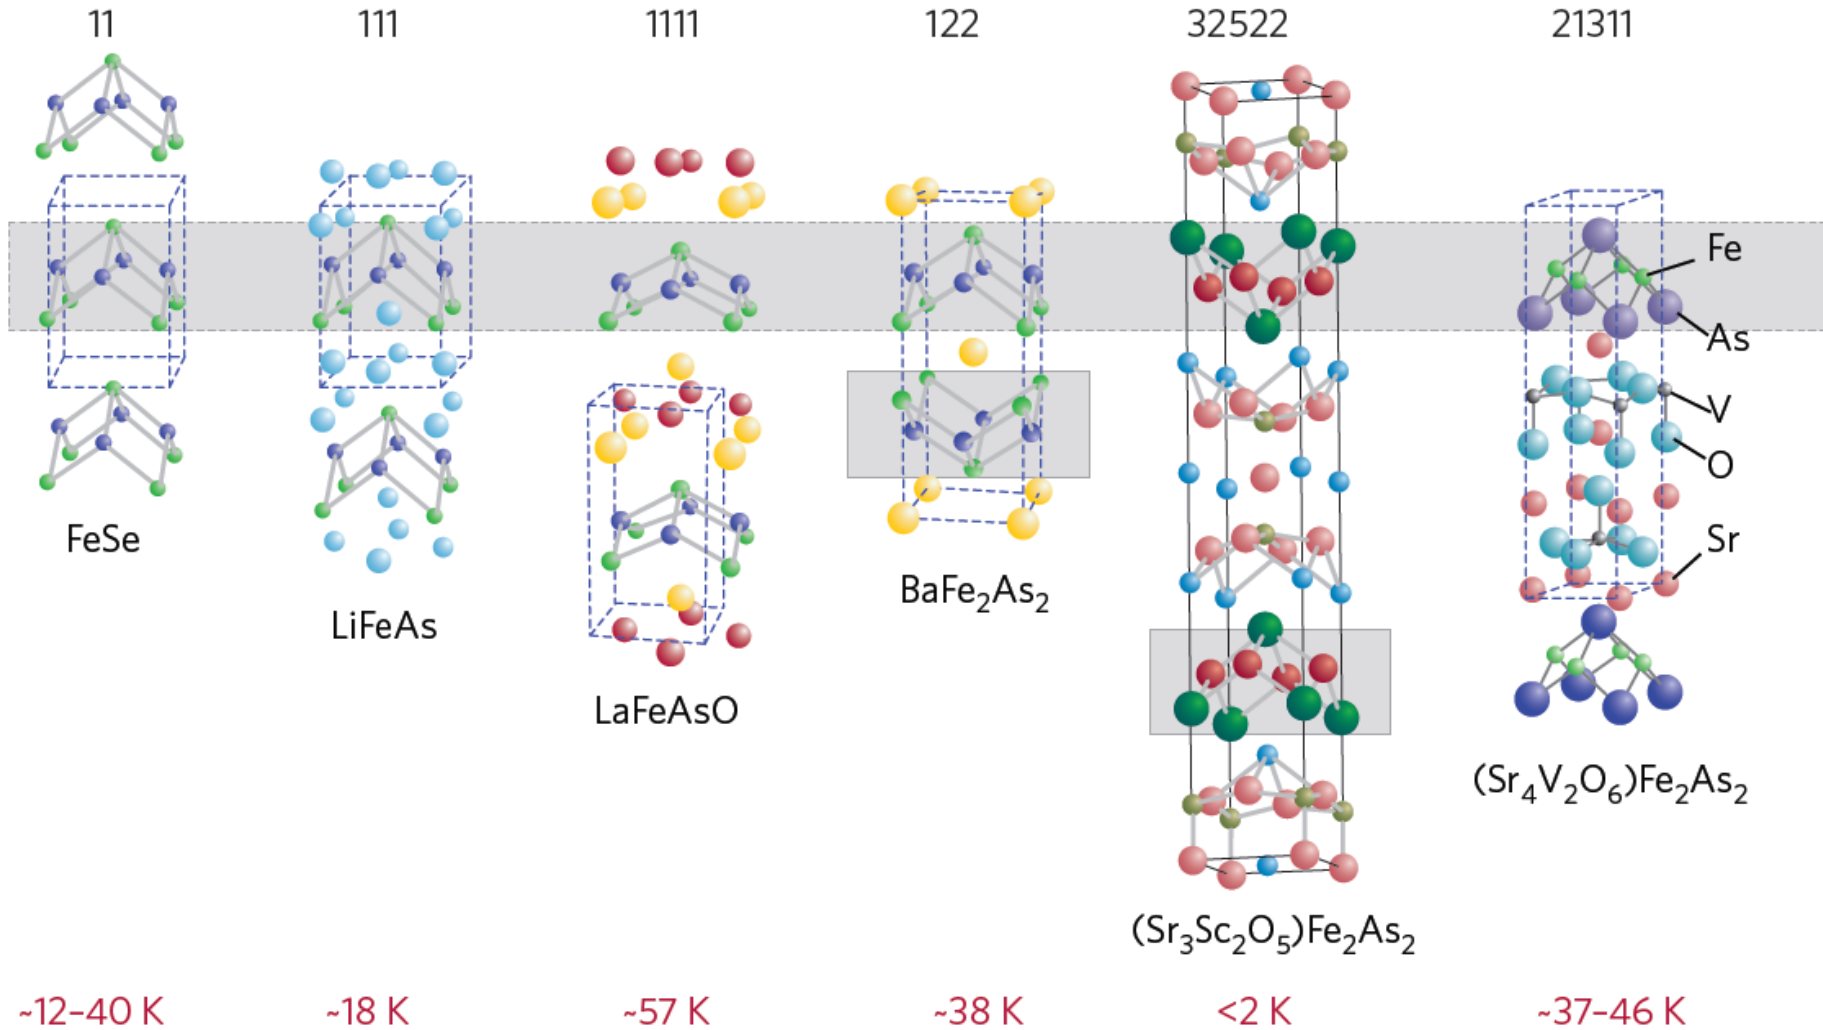 11 111 1111 122 32522 21311
Fe
As
V
O
Sr
FeSe
LiFeAs
LaFeAsO
BaFe₂As₂
(Sr₃Sc₂O₅)Fe₂As₂
(Sr₄V₂O₆)Fe₂As₂
~12–40 K ~18 K ~57 K ~38 K <2 K ~37–46 K